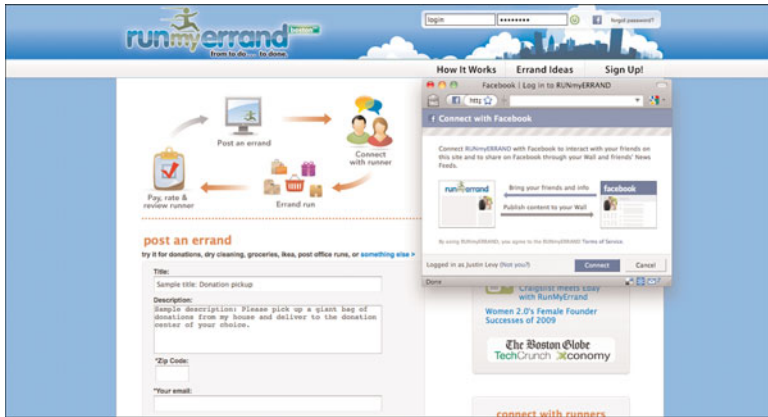 login
forgot password?
runmyerrand boston
from to do ... to done.
How It Works Errand Ideas Sign Up!
Post an errand
Connect
with runner
Errand run
Pay, rate &
review runner
Facebook | Log in to RUNmyERRAND
Connect with Facebook
Connect RUNmyERRAND with Facebook to interact with your friends on
this site and to share on Facebook through your Wall and friends' News
Feeds.
runmyerrand
Bring your friends and info
facebook
Publish content to your Wall
By using RUNmyERRAND, you agree to the RUNmyERRAND Terms of Service.
Logged in as Justin Levy (Not you?)
Connect Cancel
Done
post an errand
try it for donations, dry cleaning, groceries, ikea, post office runs, or something else »
Title:
Sample title: Donation pickup
Description:
Sample description: Please pick up a giant bag of
donations from my house and deliver to the donation
center of your choice.
*Zip Code:
*Your email:
Craigslist meets Ebay
with RunMyErrand
Women 2.0's Female Founder
Successes of 2009
The Boston Globe
TechCrunch Xconomy
connect with runners